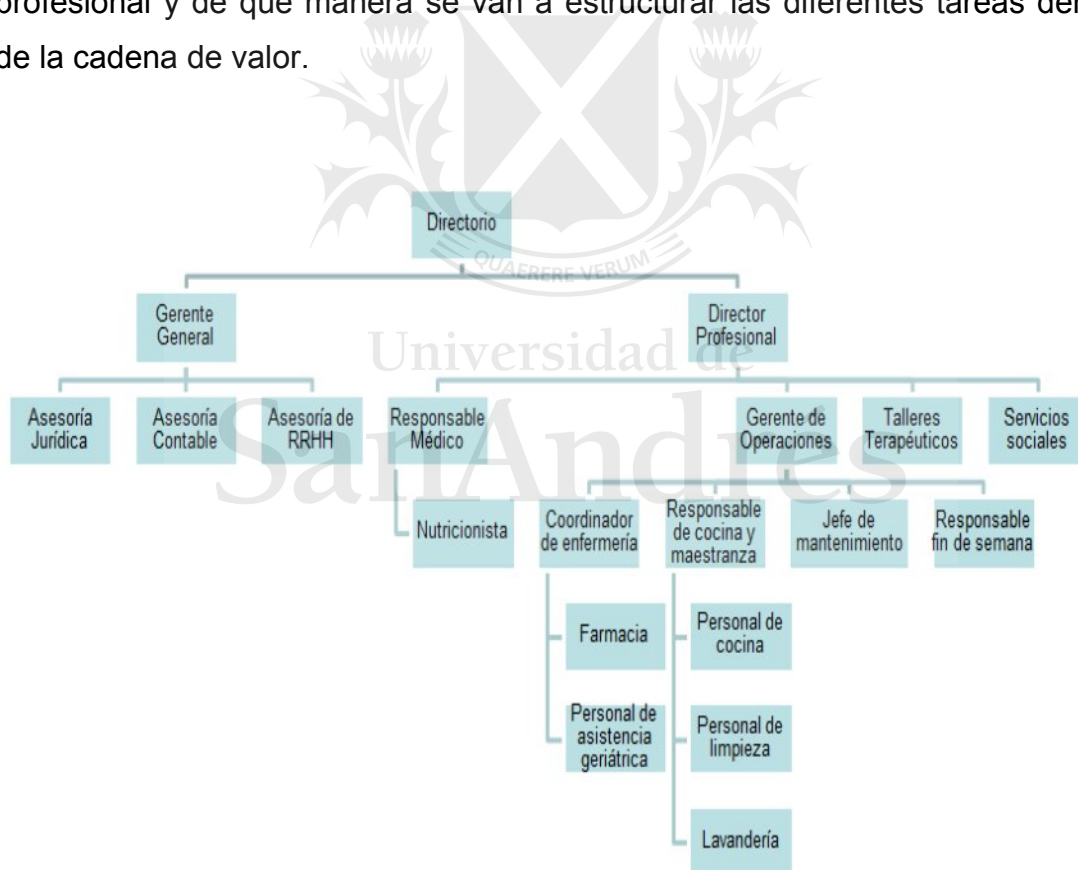 profesional y de qué manera se van a estructurar las diferentes tareas
de la cadena de valor.
Directorio
QUAERERE VERUM
Gerente
General
Director
Profesional
Universidad de
SanAndrés
Asesoría
Jurídica
Asesoría
Contable
Asesoría de
RRHH
Responsable
Médico
Gerente de
Operaciones
Talleres
Terapéuticos
Servicios
sociales
Nutricionista
Coordinador
de enfermería
Responsable
de cocina y
maestranza
Jefe de
mantenimiento
Responsable
fin de semana
Farmacia
Personal de
cocina
Personal de
asistencia
geriátrica
Personal de
limpieza
Lavandería